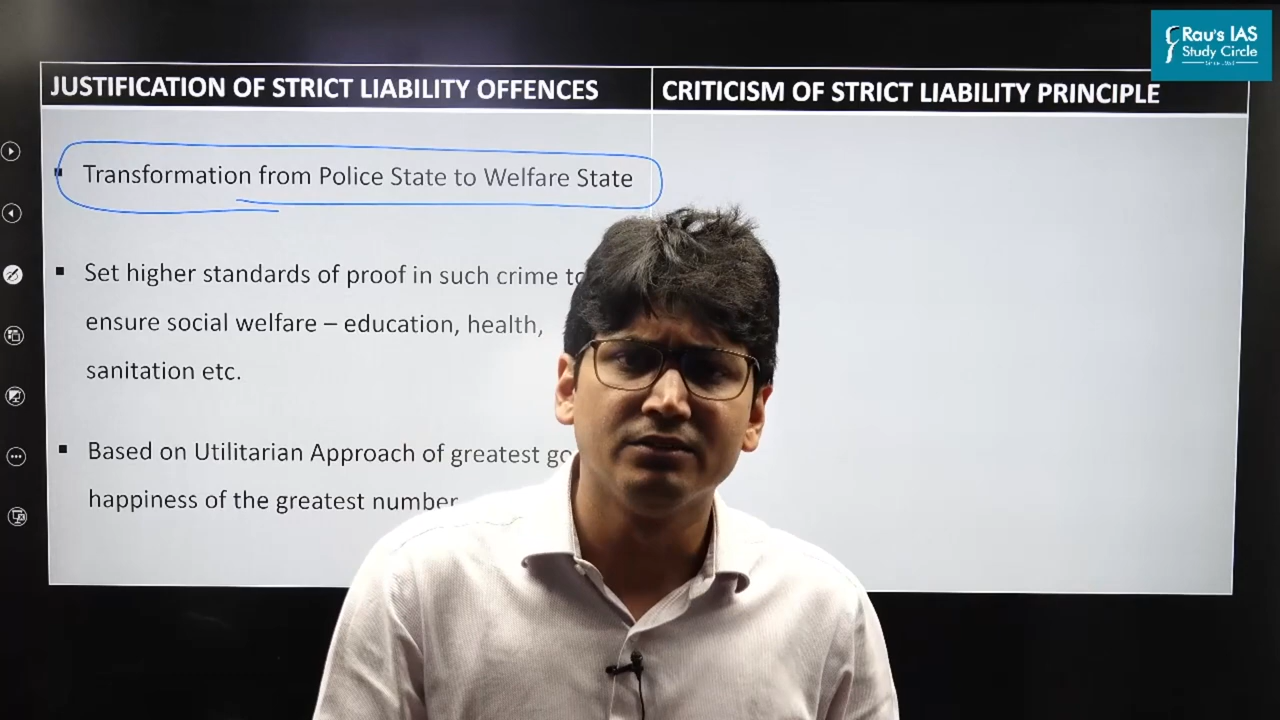 Rau's IAS
Study Circle
JUSTIFICATION OF STRICT LIABILITY OFFENCES
CRITICISM OF STRICT LIABILITY PRINCIPLE
▪ Transformation from Police State to Welfare State
▪ Set higher standards of proof in such crime to
ensure social welfare – education, health,
sanitation etc.
▪ Based on Utilitarian Approach of greatest
happiness of the greatest number